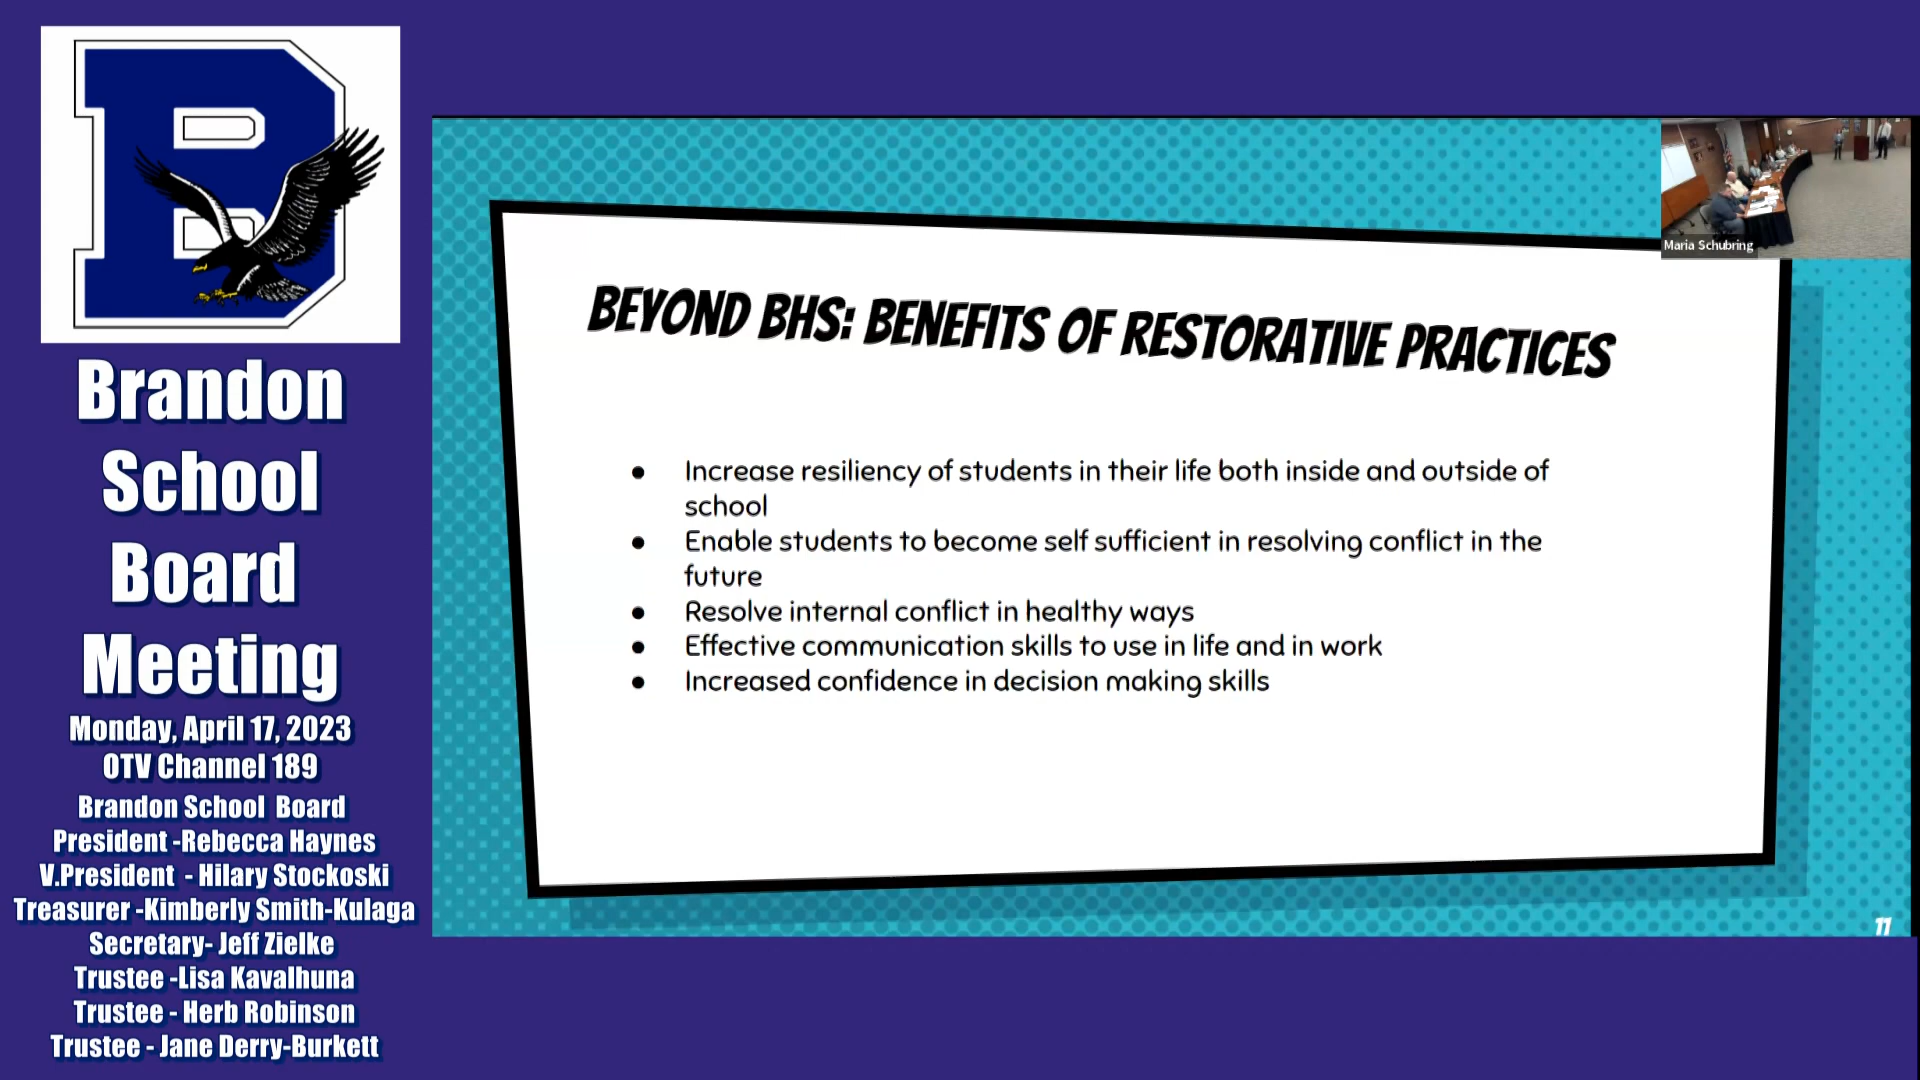 B
Brandon
School
Board
Meeting
Monday, April 17, 2023
OTV Channel 189
Brandon School Board
President -Rebecca Haynes
V.President - Hilary Stockoski
Treasurer -Kimberly Smith-Kulaga
Secretary- Jeff Zielke
Trustee -Lisa Kavalhuna
Trustee - Herb Robinson
Trustee - Jane Derry-Burkett
Maria Schubring
BEYOND BHS: BENEFITS OF RESTORATIVE PRACTICES
● Increase resiliency of students in their life both inside and outside of
school
● Enable students to become self sufficient in resolving conflict in the
future
● Resolve internal conflict in healthy ways
● Effective communication skills to use in life and in work
● Increased confidence in decision making skills
11